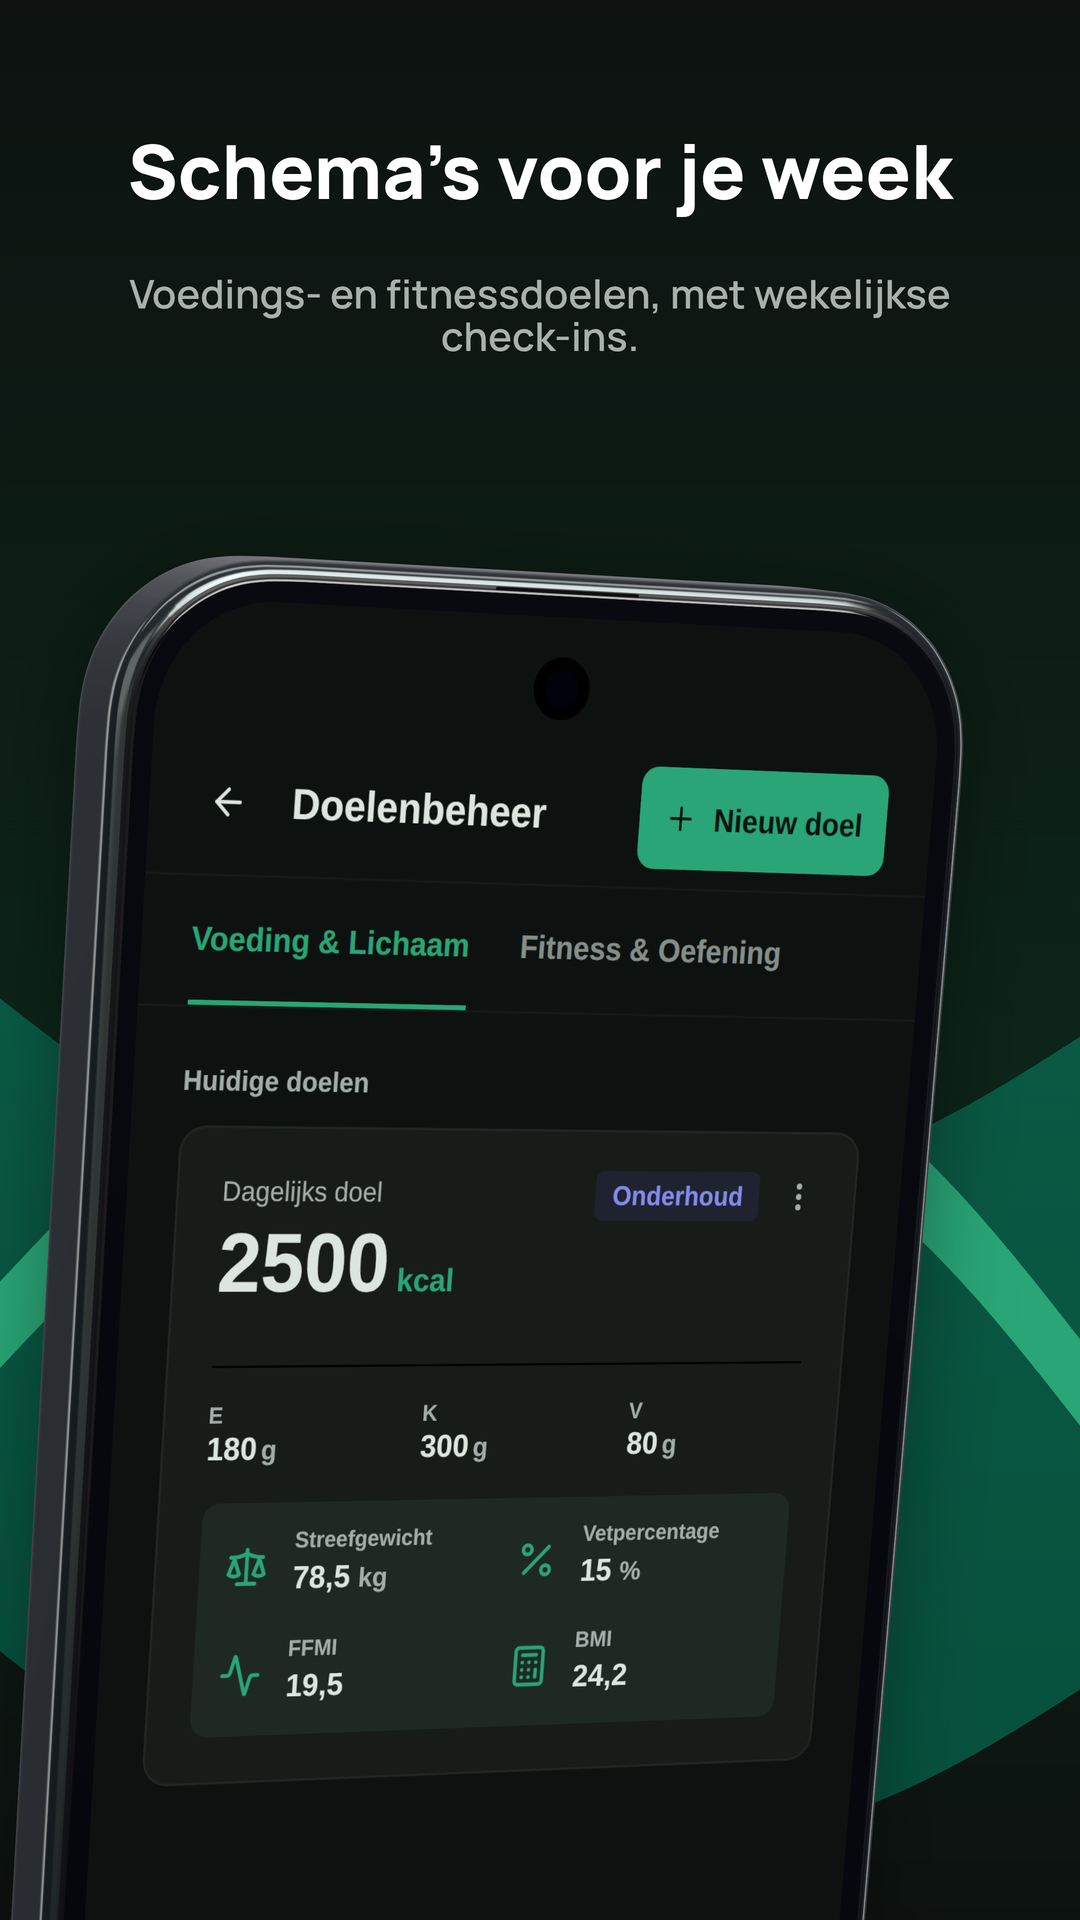 Schema’s voor je week
Voedings- en fitnessdoelen, met wekelijkse
check-ins.
Doelenbeheer
Nieuw doel
Voeding & Lichaam
Fitness & Oefening
Huidige doelen
Dagelijks doel
Onderhoud
2500 kcal
E
K
V
180 g
300 g
80 g
Streefgewicht
78,5 kg
Vetpercentage
15 %
FFMI
19,5
BMI
24,2